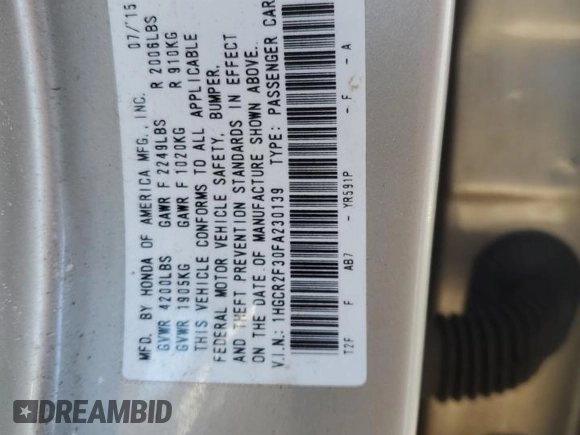 MFD. BY HONDA OF AMERICA MFG., INC. 07/'15
GVWR 4200LBS GAWR F 2249LBS R 2006LBS
GVWR 1905KG GAWR F 1020KG R 910KG
THIS VEHICLE CONFORMS TO ALL APPLICABLE
FEDERAL MOTOR VEHICLE SAFETY, BUMPER,
AND THEFT PREVENTION STANDARDS IN EFFECT
ON THE DATE OF MANUFACTURE SHOWN ABOVE.
V.I.N.: 1HGCR2F30FA230139 TYPE: PASSENGER CAR
T2F F AB7 - YR591P - F - A
DREAMBID